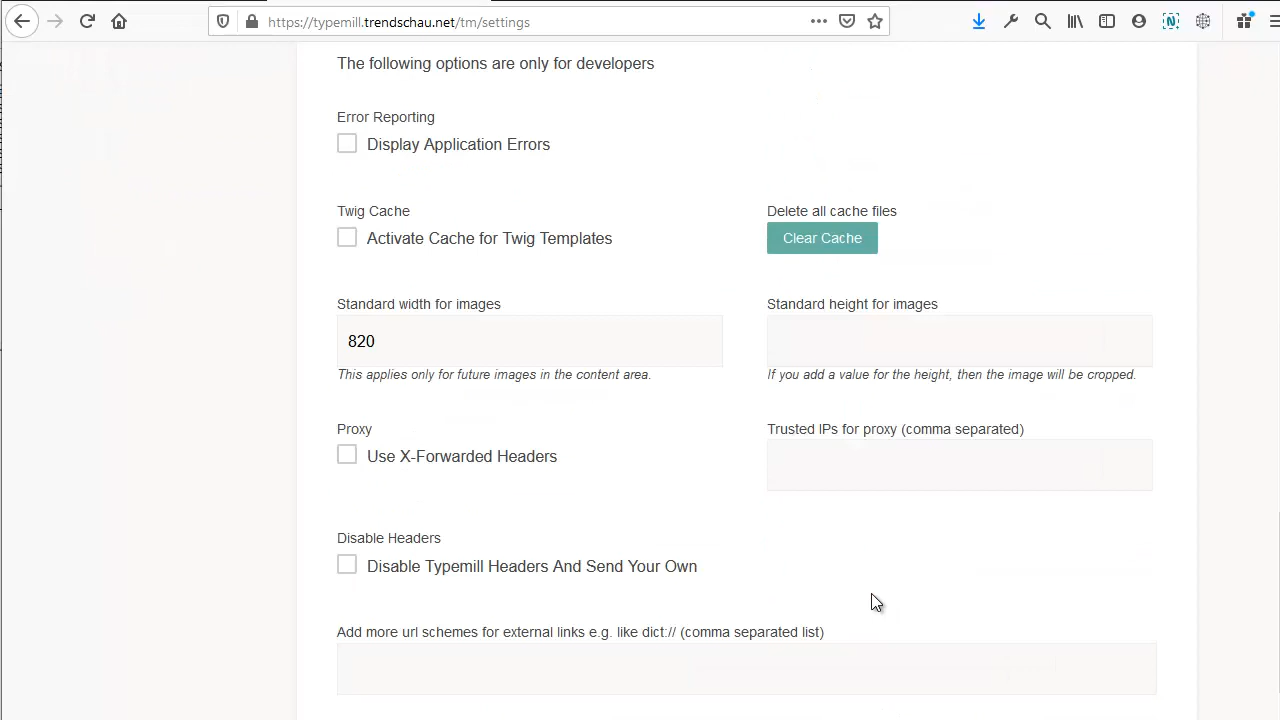 https://typemill.trendschau.net/tm/settings
The following options are only for developers
Error Reporting
Display Application Errors
Twig Cache
Activate Cache for Twig Templates
Delete all cache files
Clear Cache
Standard width for images
820
This applies only for future images in the content area.
Standard height for images
If you add a value for the height, then the image will be cropped.
Proxy
Use X-Forwarded Headers
Trusted IPs for proxy (comma separated)
Disable Headers
Disable Typemill Headers And Send Your Own
Add more url schemes for external links e.g. like dict:// (comma separated list)